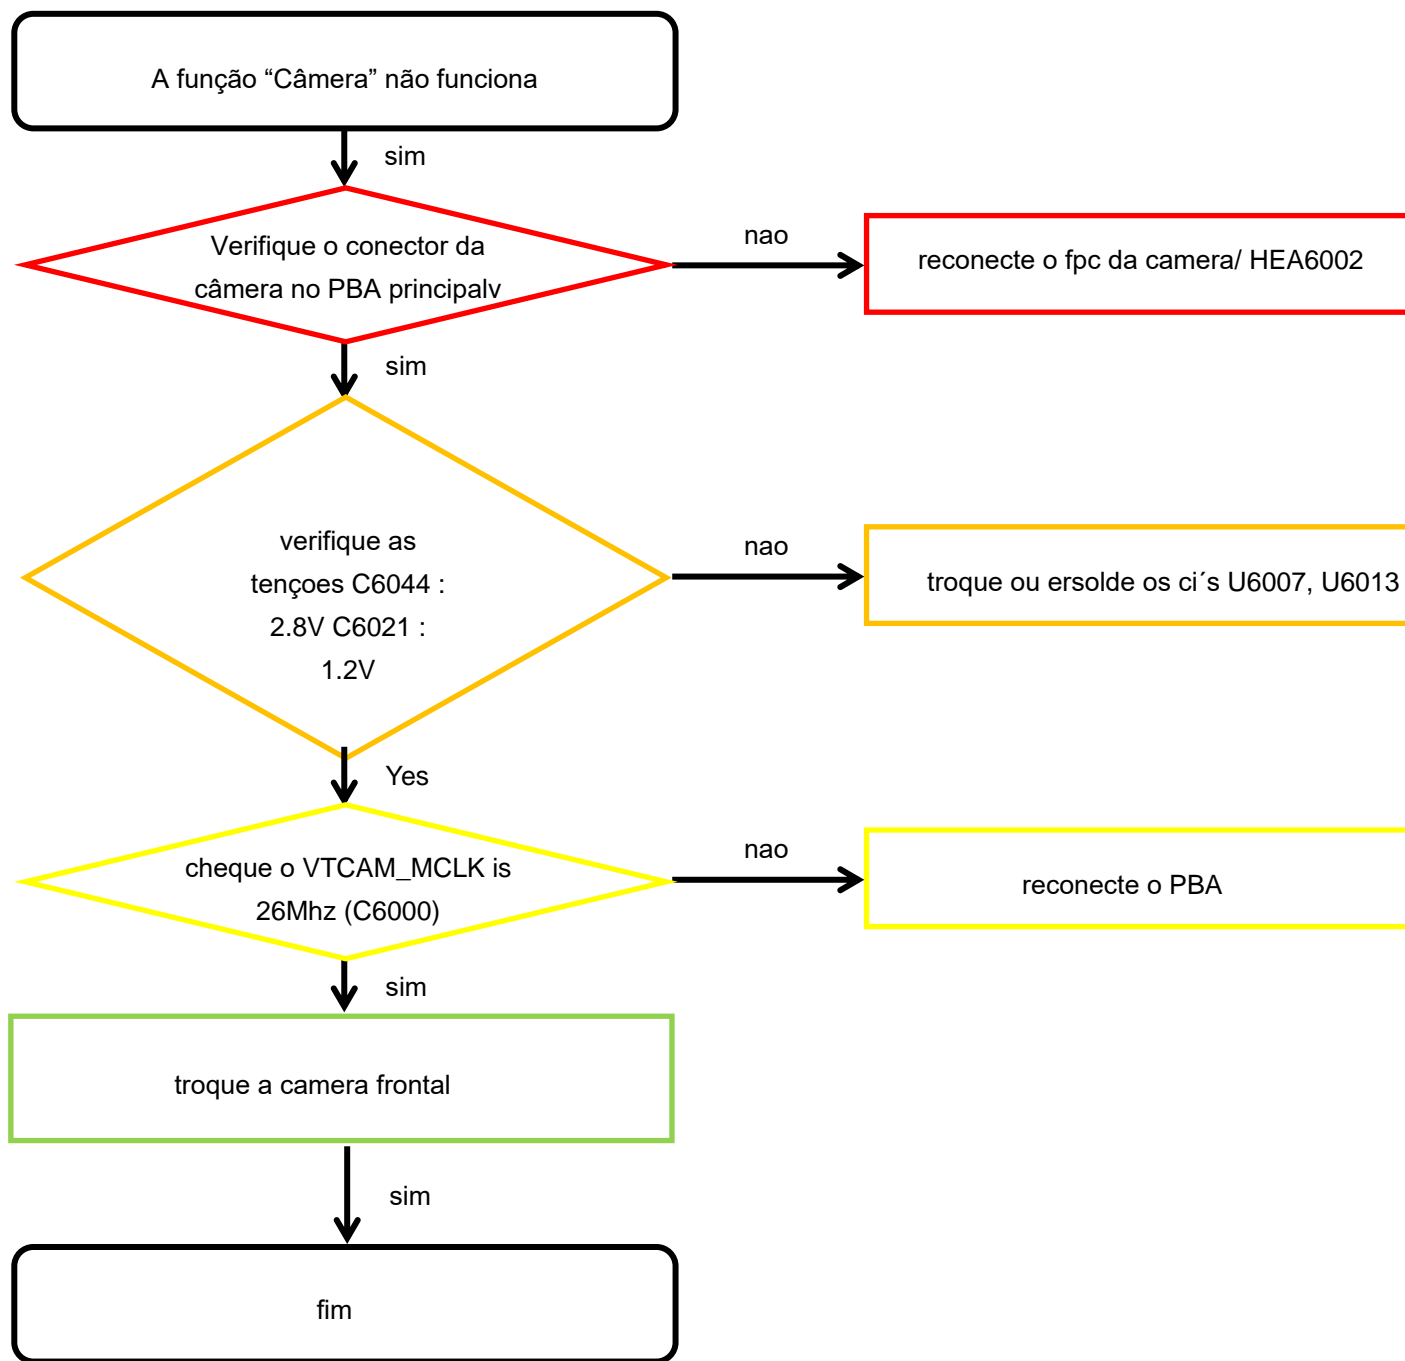 A função “Câmera” não funciona
sim
Verifique o conector da
câmera no PBA principalv
nao
reconecte o fpc da camera/ HEA6002
sim
verifique as
tençoes C6044 :
2.8V C6021 :
1.2V
nao
troque ou ersolde os ci´s U6007, U6013
Yes
cheque o VTCAM_MCLK is
26Mhz (C6000)
nao
reconecte o PBA
sim
troque a camera frontal
sim
fim